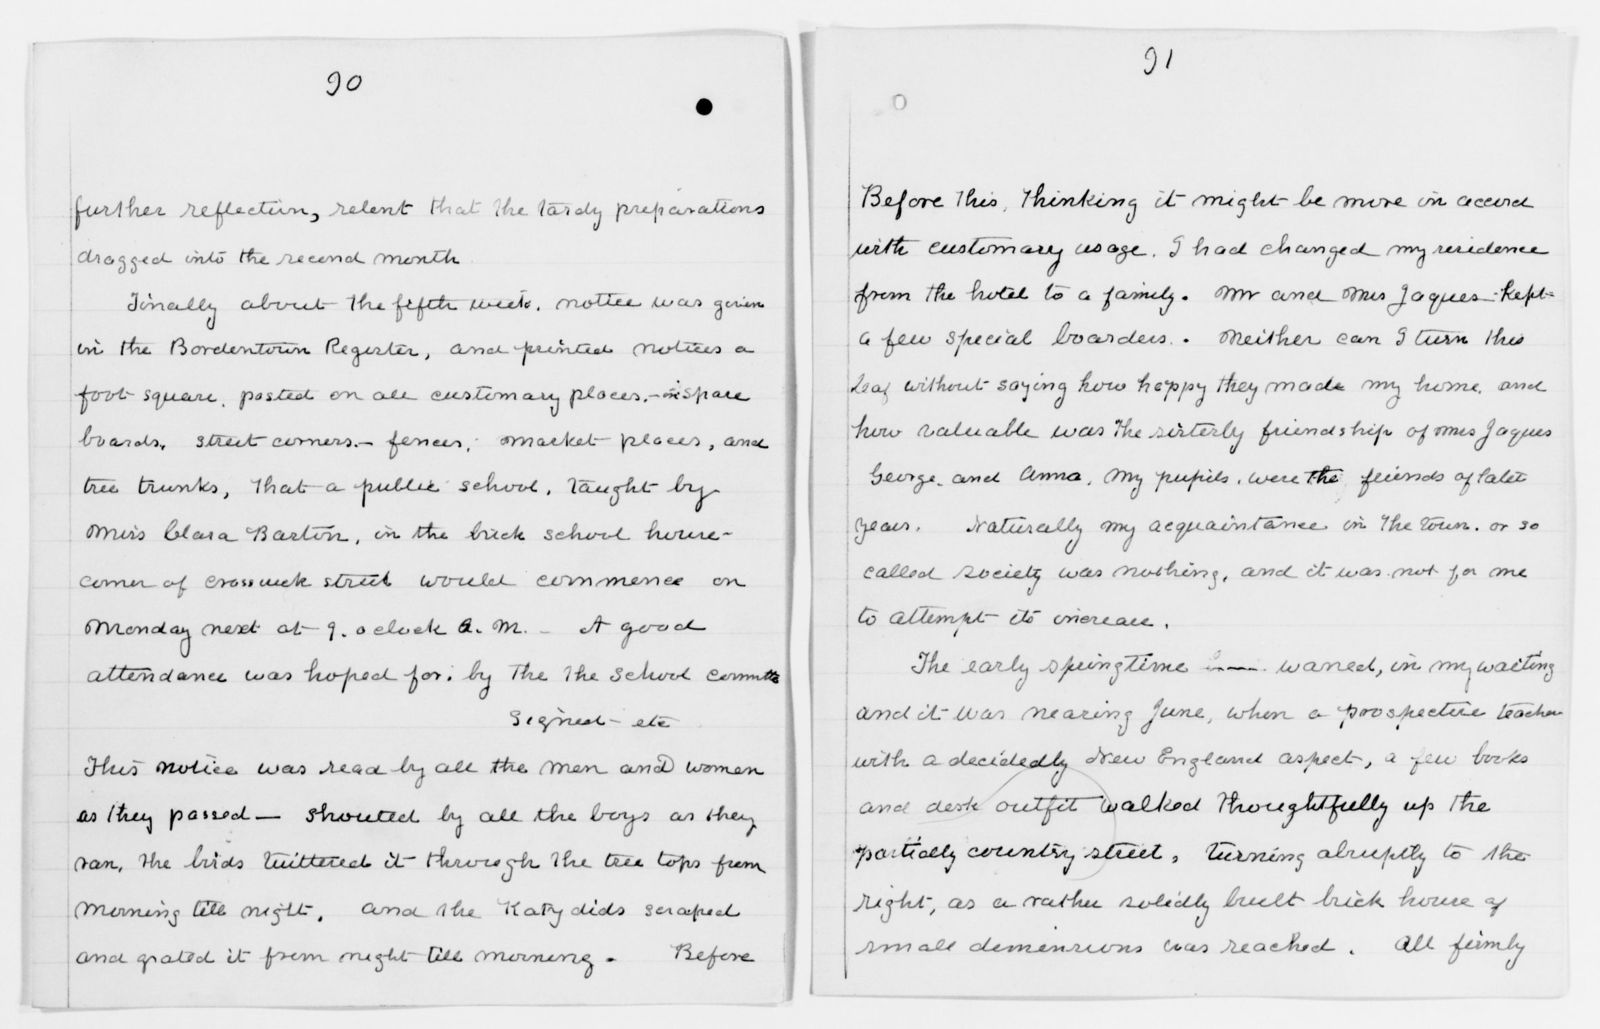 90
further reflection, relent that the tardy preparations
dragged into the second month.
Finally about the fifth week, notice was given
in the Bordentown Register, and printed notices a
foot square, posted on all customary places,- in spare
boards, street corners.- fences, market places, and
tree trunks, that a public school, taught by
Miss Clara Barton, in the brick school house-
corner of crosswick street would commence on
Monday next at 9. oclock A. M. - A good
attendance was hoped for, by the the School committe
Signed- etc
This notice was read by all the men and women
as they passed — shouted by all the boys as they
ran, the birds twittered it through the tree tops from
morning till night, and the Katydids scraped
and grated it from night till morning. Before
91
Before this, thinking it might be more in accord
with customary usage, I had changed my residence
from the hotel to a family. Mr and Mrs Jaques kept-
a few special boarders. Neither can I turn this
leaf without saying how happy they made my home, and
how valuable was the sisterly friendship of Mrs Jaques
George, and Anna, my pupils, were the friends of later
years. Naturally my acquaintance in the town, or so
called society was nothing, and it was not for me
to attempt its increase.
The early springtime waned, in my waiting
and it was nearing June, when a prospective teacher
with a decidedly New England aspect, a few books
and desk outfit walked thoughtfully up the
partially country street, turning abruptly to the
right, as a rather solidly built brick house of
small demensions was reached. All firmly